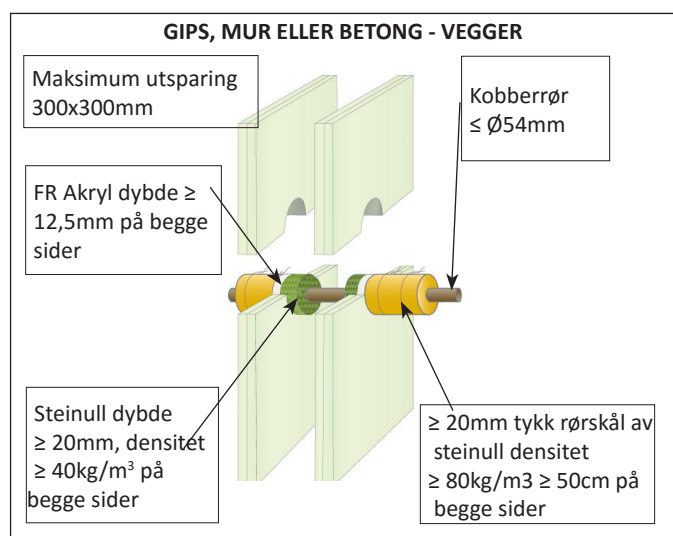 GIPS, MUR ELLER BETONG - VEGGER
Maksimum utsparing
300x300mm
Kobberrør
≤ Ø54mm
FR Akryl dybde ≥
12,5mm på begge
sider
Steinull dybde
≥ 20mm, densitet
≥ 40kg/m³ på
begge sider
≥ 20mm tykk rørskål av
steinull densitet
≥ 80kg/m3 ≥ 50cm på
begge sider